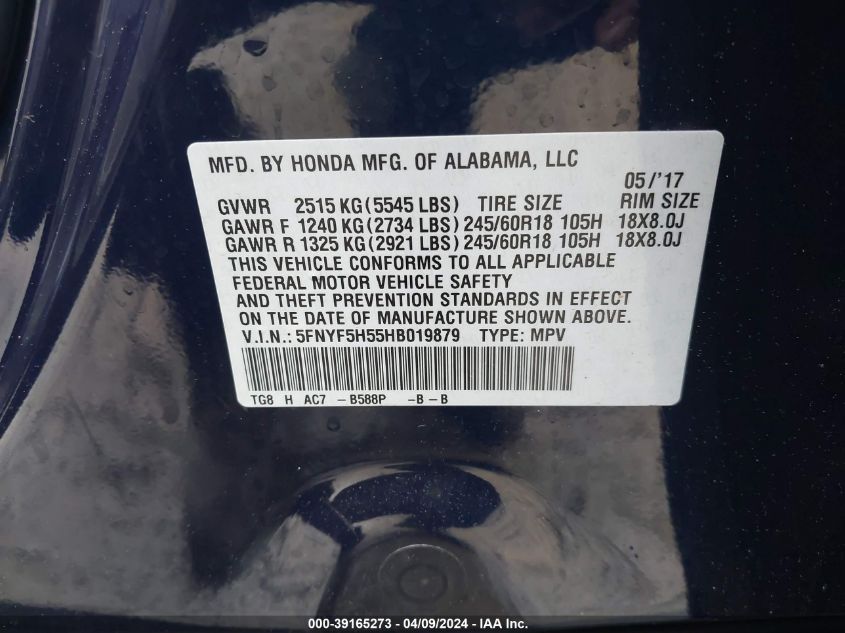 MFD. BY HONDA MFG. OF ALABAMA, LLC
05/'17
GVWR 2515 KG(5545 LBS) TIRE SIZE RIM SIZE
GAWR F 1240 KG(2734 LBS) 245/60R18 105H 18X8.0J
GAWR R 1325 KG(2921 LBS) 245/60R18 105H 18X8.0J
THIS VEHICLE CONFORMS TO ALL APPLICABLE
FEDERAL MOTOR VEHICLE SAFETY
AND THEFT PREVENTION STANDARDS IN EFFECT
ON THE DATE OF MANUFACTURE SHOWN ABOVE.
V.I.N.: 5FNYF5H55HB019879 TYPE: MPV
TG8 H AC7 -B588P -B-B
000-39165273 - 04/09/2024 - IAA Inc.